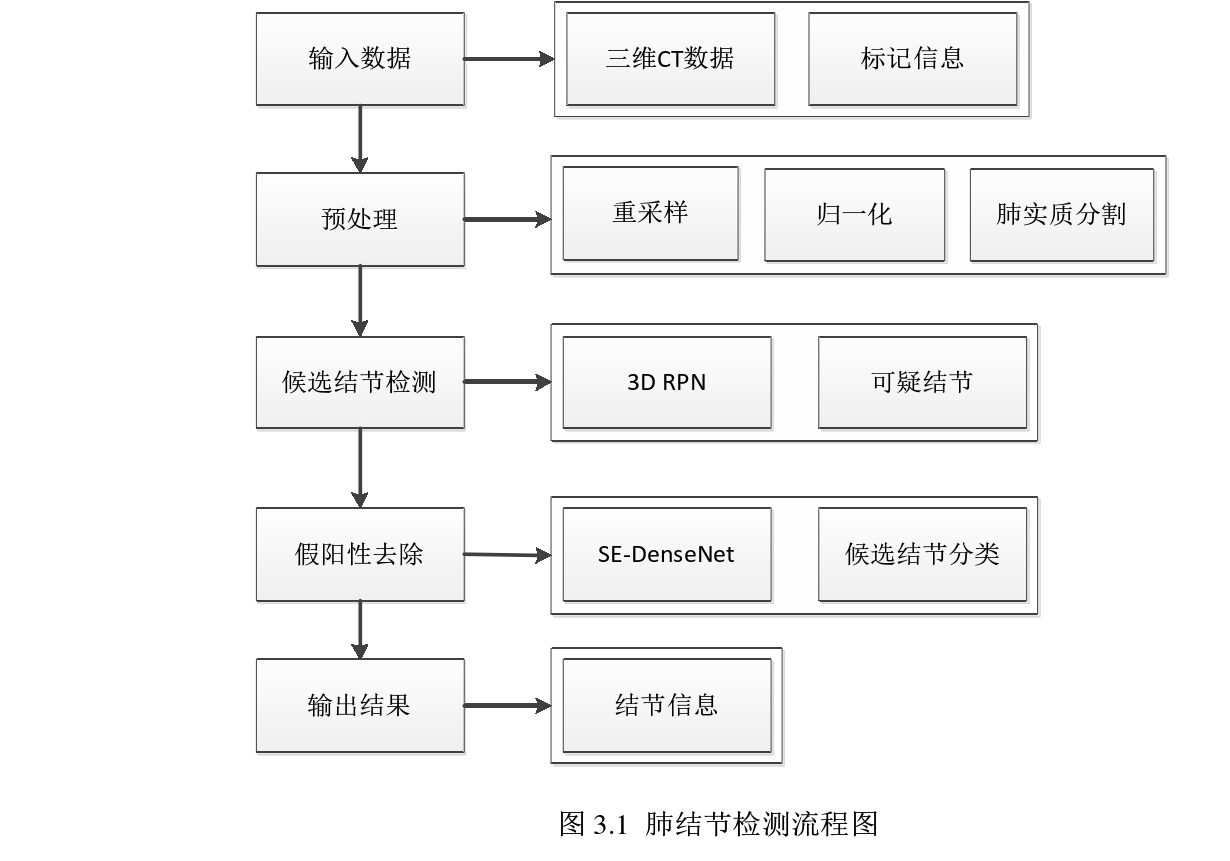 输入数据
三维CT数据
标记信息
预处理
重采样
归一化
肺实质分割
候选结节检测
3D RPN
可疑结节
假阳性去除
SE-DenseNet
候选结节分类
输出结果
结节信息
图 3.1 肺结节检测流程图